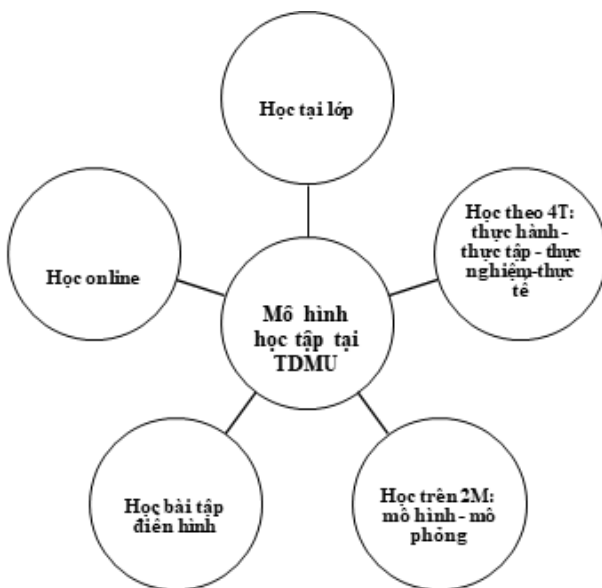 Học tại lớp
Học theo 4T:
thực hành -
thực tập - thực
nghiệm-thực
tế
Học online
Mô hình
học tập tại
TDMU
Học bài tập
điển hình
Học trên 2M:
mô hình - mô
phỏng